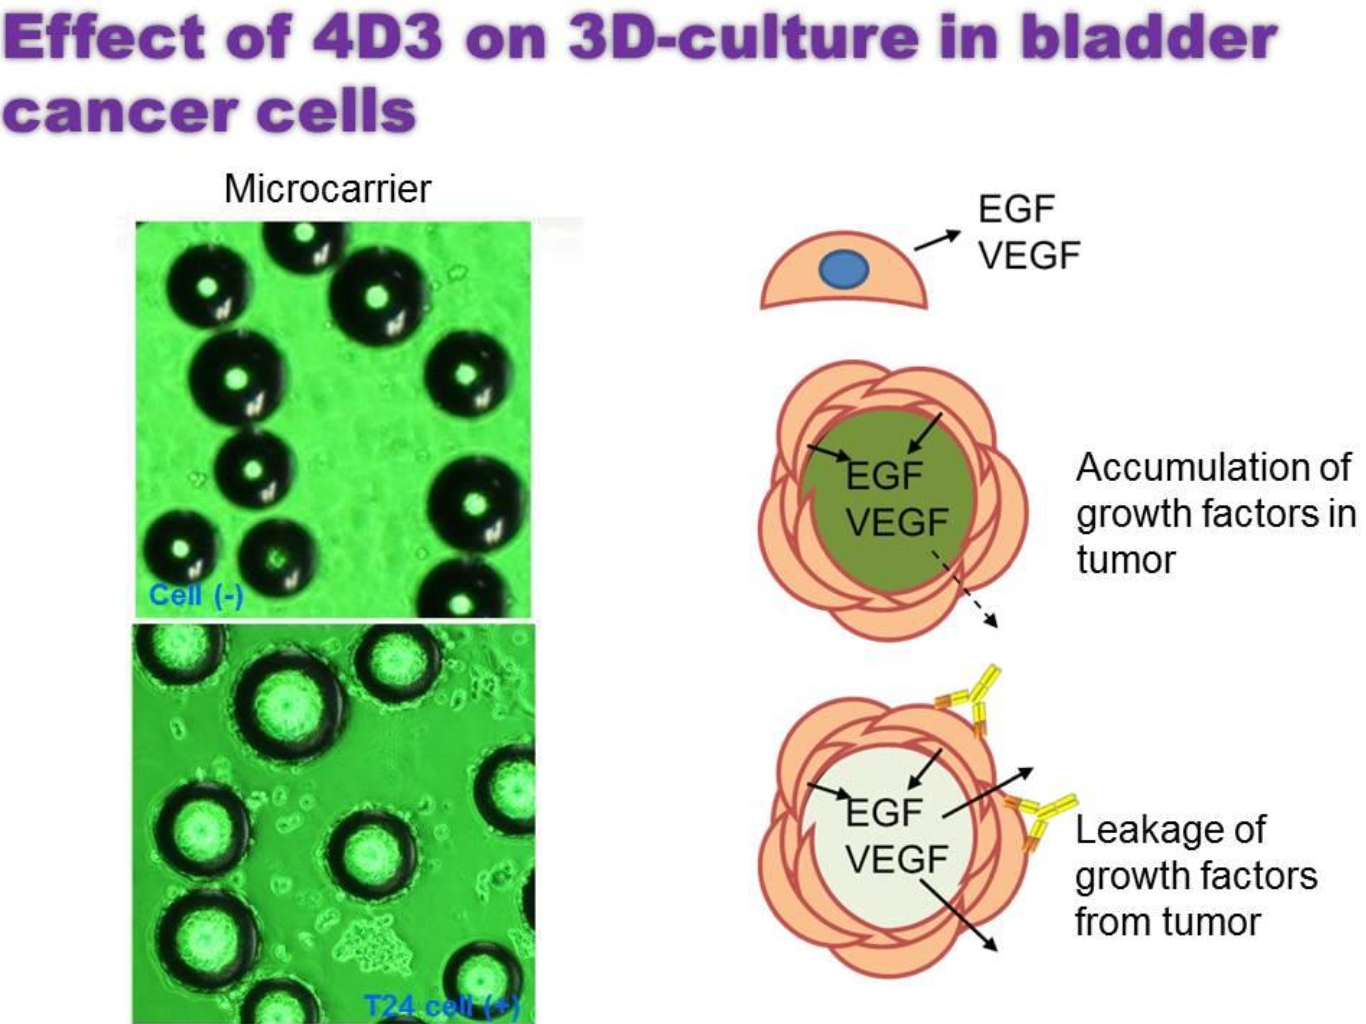 Effect of 4D3 on 3D-culture in bladder
cancer cells
Microcarrier
Cell (-)
T24 cell (+)
EGF
VEGF
EGF
VEGF
Accumulation of
growth factors in
tumor
EGF
VEGF
Leakage of
growth factors
from tumor